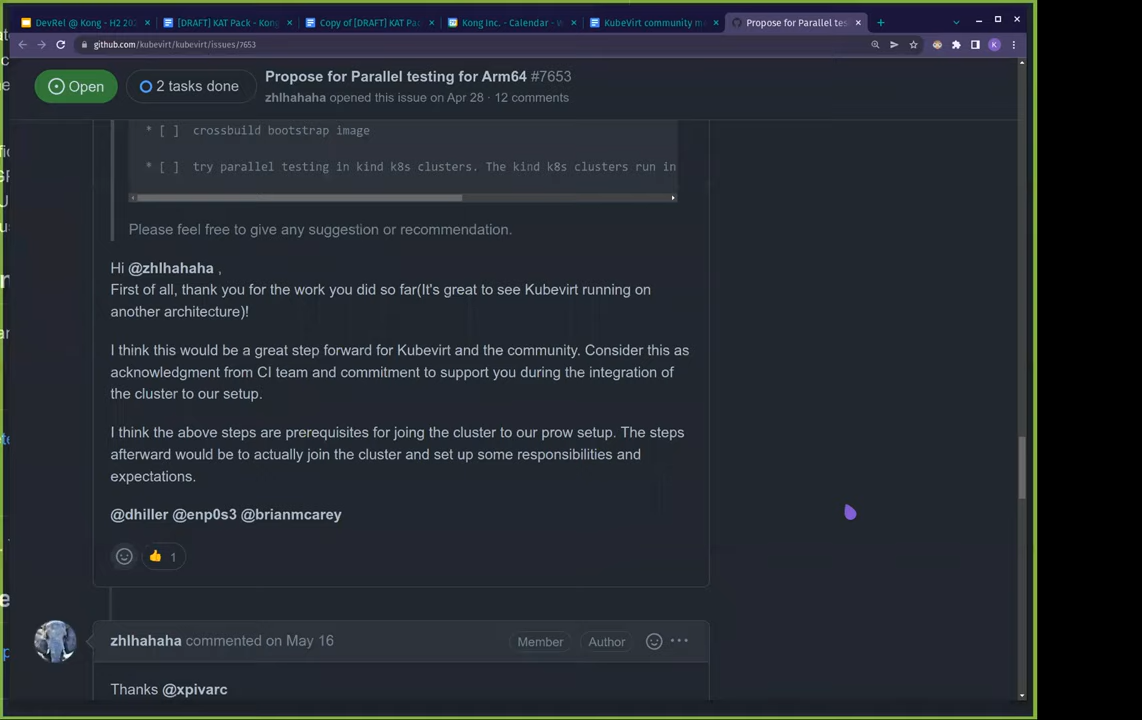 DevRel @ Kong - H2 202
[DRAFT] KAT Pack - Kong
Copy of [DRAFT] KAT Pac
Kong Inc. - Calendar - W
KubeVirt community m
Propose for Parallel test
github.com/kubevirt/kubevirt/issues/7653
K
Open
2 tasks done
Propose for Parallel testing for Arm64 #7653
zhlhahaha opened this issue on Apr 28 · 12 comments
* [ ] crossbuild bootstrap image
* [ ] try parallel testing in kind k8s clusters. The kind k8s clusters run in
Please feel free to give any suggestion or recommendation.
Hi @zhlhahaha ,
First of all, thank you for the work you did so far(It's great to see Kubevirt running on
another architecture)!
I think this would be a great step forward for Kubevirt and the community. Consider this as
acknowledgment from CI team and commitment to support you during the integration of
the cluster to our setup.
I think the above steps are prerequisites for joing the cluster to our prow setup. The steps
afterward would be to actually join the cluster and set up some responsibilities and
expectations.
@dhiller @enp0s3 @brianmcarey
👍 1
zhlhahaha commented on May 16
Member
Author
Thanks @xpivarc